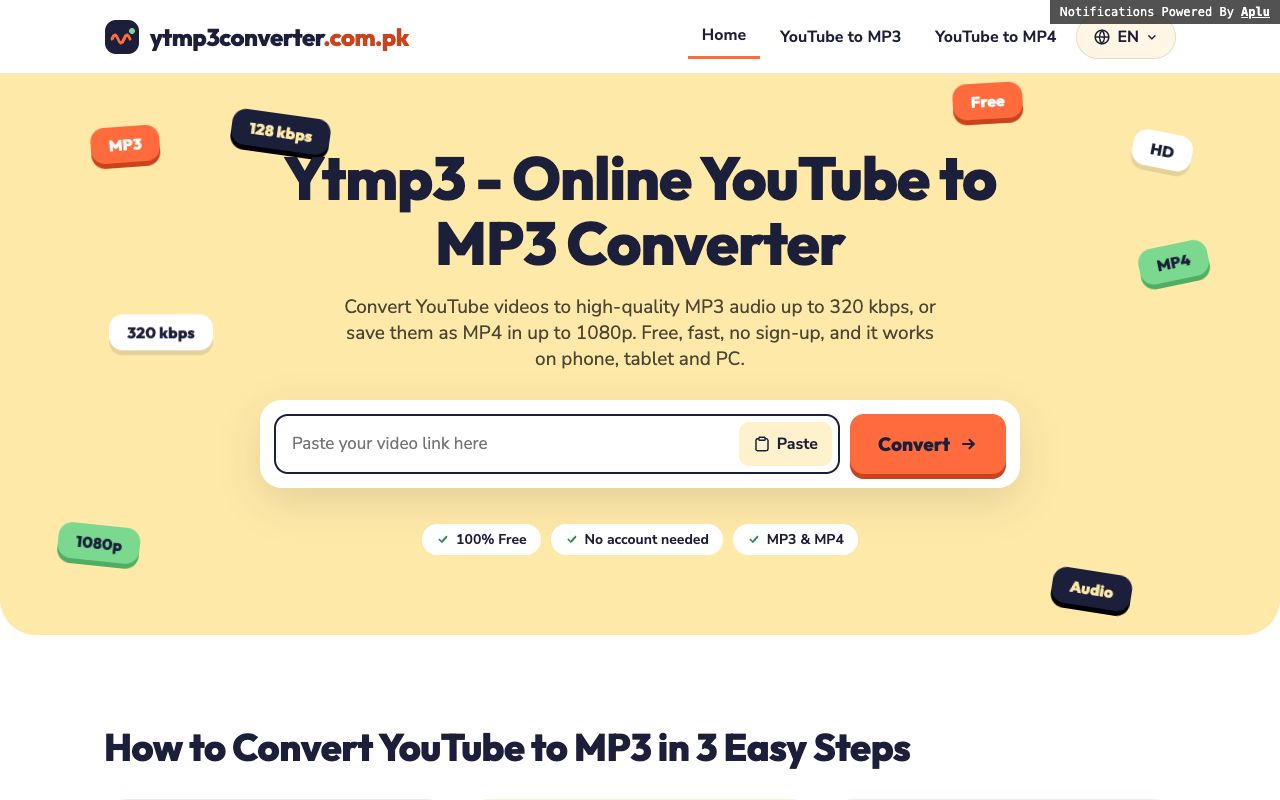 Notifications Powered By Aplu
ytmp3converter.com.pk
Home
YouTube to MP3
YouTube to MP4
EN
Free
MP3
128 kbps
HD
Ytmp3 - Online YouTube to
MP3 Converter
MP4
Convert YouTube videos to high-quality MP3 audio up to 320 kbps, or
save them as MP4 in up to 1080p. Free, fast, no sign-up, and it works
on phone, tablet and PC.
320 kbps
Paste your video link here
Paste
Convert →
1080p
100% Free
No account needed
MP3 & MP4
Audio
How to Convert YouTube to MP3 in 3 Easy Steps